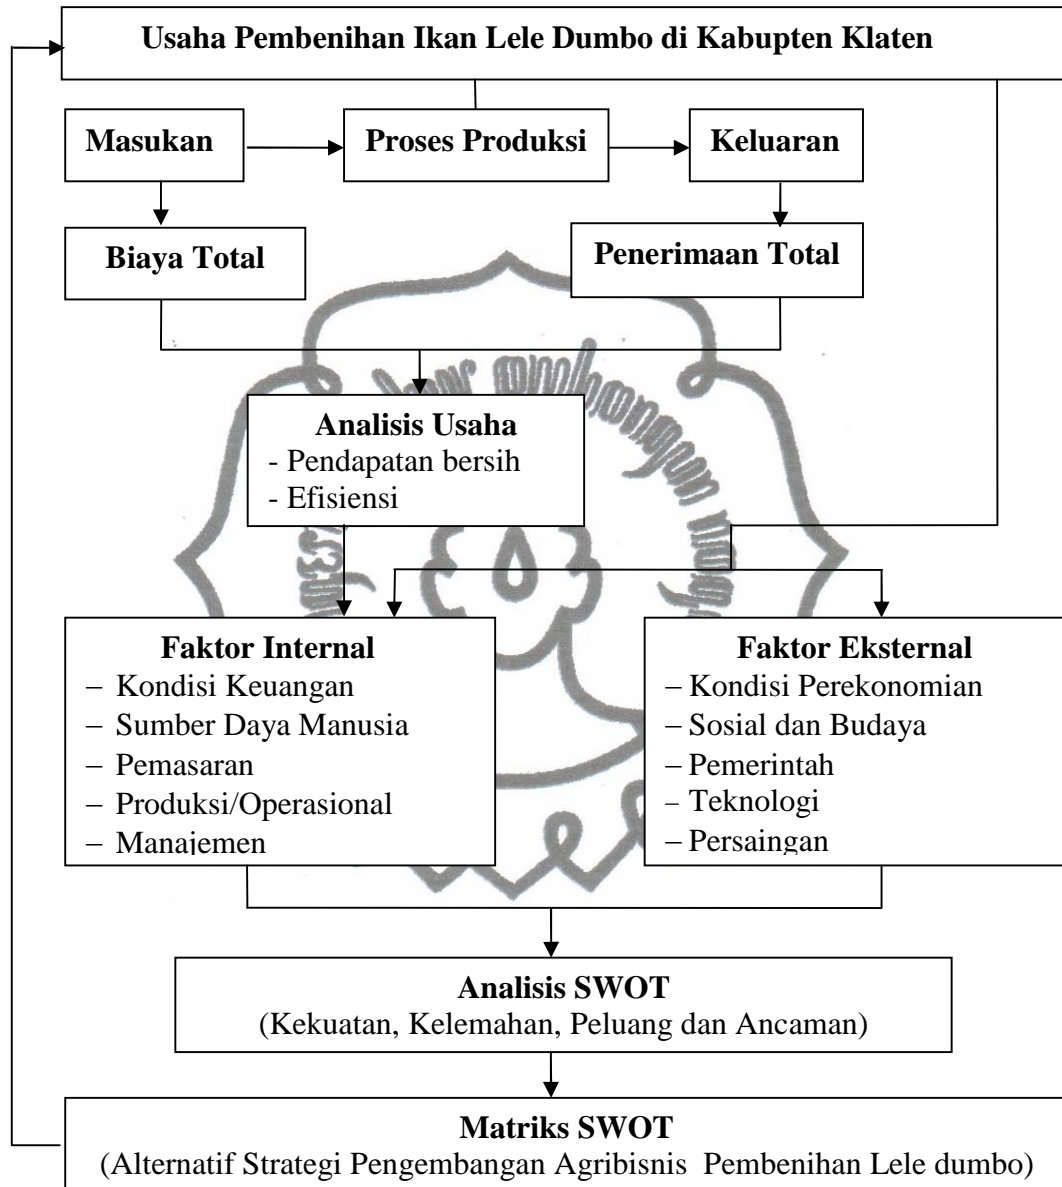 Usaha Pembenihan Ikan Lele Dumbo di Kabupten Klaten
Masukan
Proses Produksi
Keluaran
Biaya Total
Penerimaan Total
Analisis Usaha
- Pendapatan bersih
- Efisiensi
Faktor Internal
– Kondisi Keuangan
– Sumber Daya Manusia
– Pemasaran
– Produksi/Operasional
– Manajemen
Faktor Eksternal
– Kondisi Perekonomian
– Sosial dan Budaya
– Pemerintah
– Teknologi
– Persaingan
Analisis SWOT
(Kekuatan, Kelemahan, Peluang dan Ancaman)
Matriks SWOT
(Alternatif Strategi Pengembangan Agribisnis Pembenihan Lele dumbo)